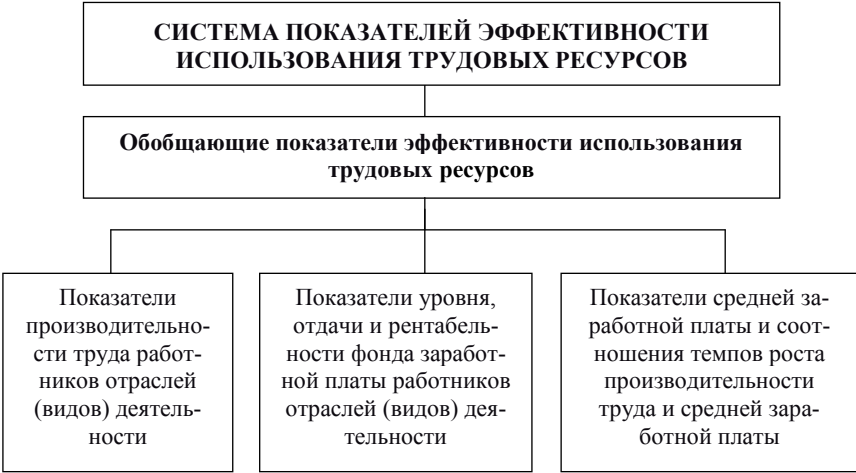 СИСТЕМА ПОКАЗАТЕЛЕЙ ЭФФЕКТИВНОСТИ
ИСПОЛЬЗОВАНИЯ ТРУДОВЫХ РЕСУРСОВ
Обобщающие показатели эффективности использования
трудовых ресурсов
Показатели
производительно-
сти труда работ-
ников отраслей
(видов) деятель-
ности
Показатели уровня,
отдачи и рентабель-
ности фонда заработ-
ной платы работников
отраслей (видов) дея-
тельности
Показатели средней за-
работной платы и соот-
ношения темпов роста
производительности
труда и средней зара-
ботной платы